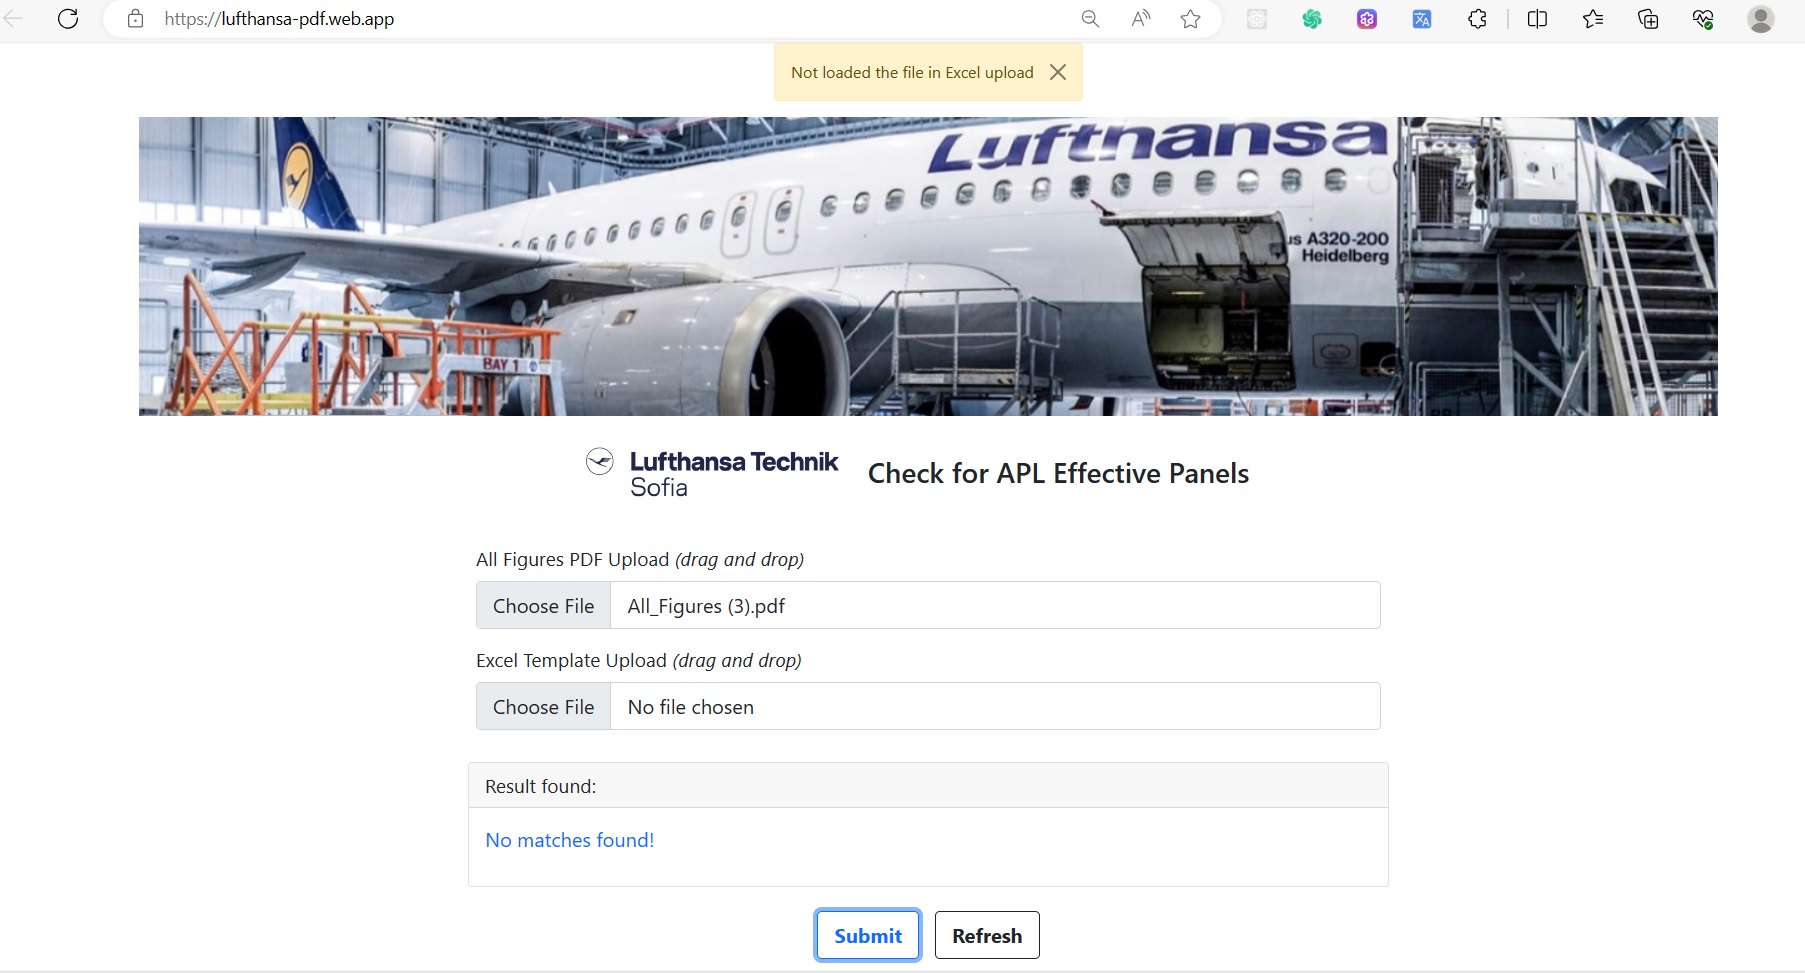 https://lufthansa-pdf.web.app
Not loaded the file in Excel upload
Lufthansa
us A320-200
Heidelberg
BAY 1
Lufthansa Technik
Sofia
Check for APL Effective Panels
All Figures PDF Upload (drag and drop)
Choose File All_Figures (3).pdf
Excel Template Upload (drag and drop)
Choose File No file chosen
Result found:
No matches found!
Submit Refresh